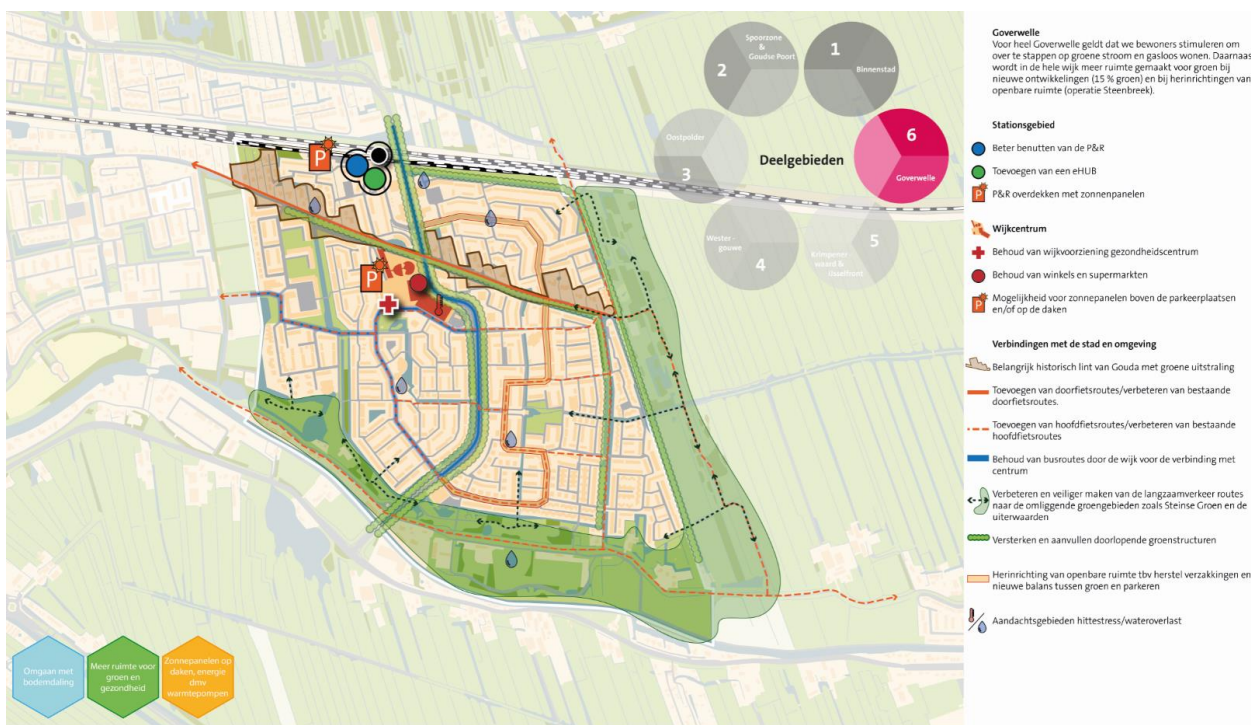 Spoorzone
&
Goudse Poort
2
1
Binnenstad
Oostpolder
3
Deelgebieden
6
Goverwelle
Wester-
gouwe
4
5
Krimpener-
waard &
IJsselfront
P
P
Omgaan met
bodemdaling
Meer ruimte voor
groen en
gezondheid
Zonnepanelen op
daken, energie
dmv
warmtepompen
Goverwelle
Voor heel Goverwelle geldt dat we bewoners stimuleren om
over te stappen op groene stroom en gasloos wonen. Daarnaas
wordt in de hele wijk meer ruimte gemaakt voor groen bij
nieuwe ontwikkelingen (15 % groen) en bij herinrichtingen van
openbare ruimte (operatie Steenbreek).
Stationsgebied
Beter benutten van de P&R
Toevoegen van een eHUB
P P&R overdekken met zonnenpanelen
Wijkcentrum
Behoud van wijkvoorziening gezondheidscentrum
Behoud van winkels en supermarkten
P Mogelijkheid voor zonnepanelen boven de parkeerplaatsen
en/of op de daken
Verbindingen met de stad en omgeving
Belangrijk historisch lint van Gouda met groene uitstraling
Toevoegen van doorfietsroutes/verbeteren van bestaande
doorfietsroutes.
Toevoegen van hoofdfietsroutes/verbeteren van bestaande
hoofdfietsroutes
Behoud van busroutes door de wijk voor de verbinding met
centrum
Verbeteren en veiliger maken van de langzaamverkeer routes
naar de omliggende groengebieden zoals Steinse Groen en de
uiterwaarden
Versterken en aanvullen doorlopende groenstructuren
Herinrichting van openbare ruimte tbv herstel verzakkingen en
nieuwe balans tussen groen en parkeren
Aandachtsgebieden hittestress/wateroverlast